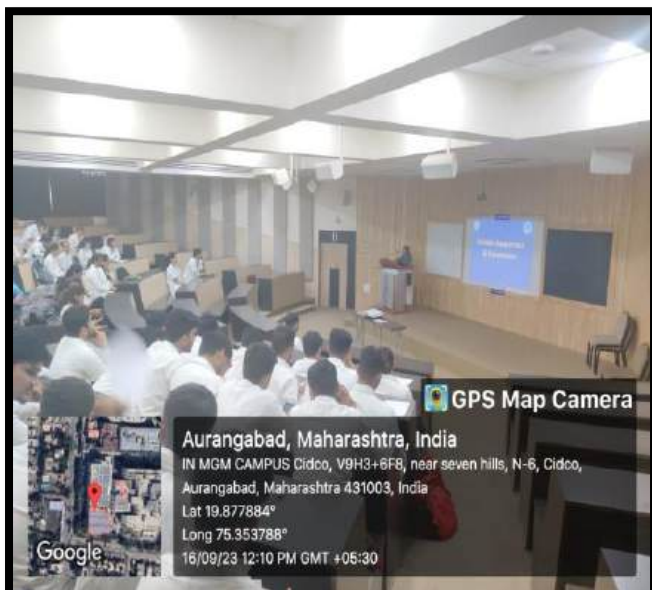 GPS Map Camera
Aurangabad, Maharashtra, India
IN MGM CAMPUS Cidco, V9H3+6F8, near seven hills, N-6, Cidco,
Aurangabad, Maharashtra 431003, India
Lat 19.877884°
Long 75.353788°
16/09/23 12:10 PM GMT +05:30
Google